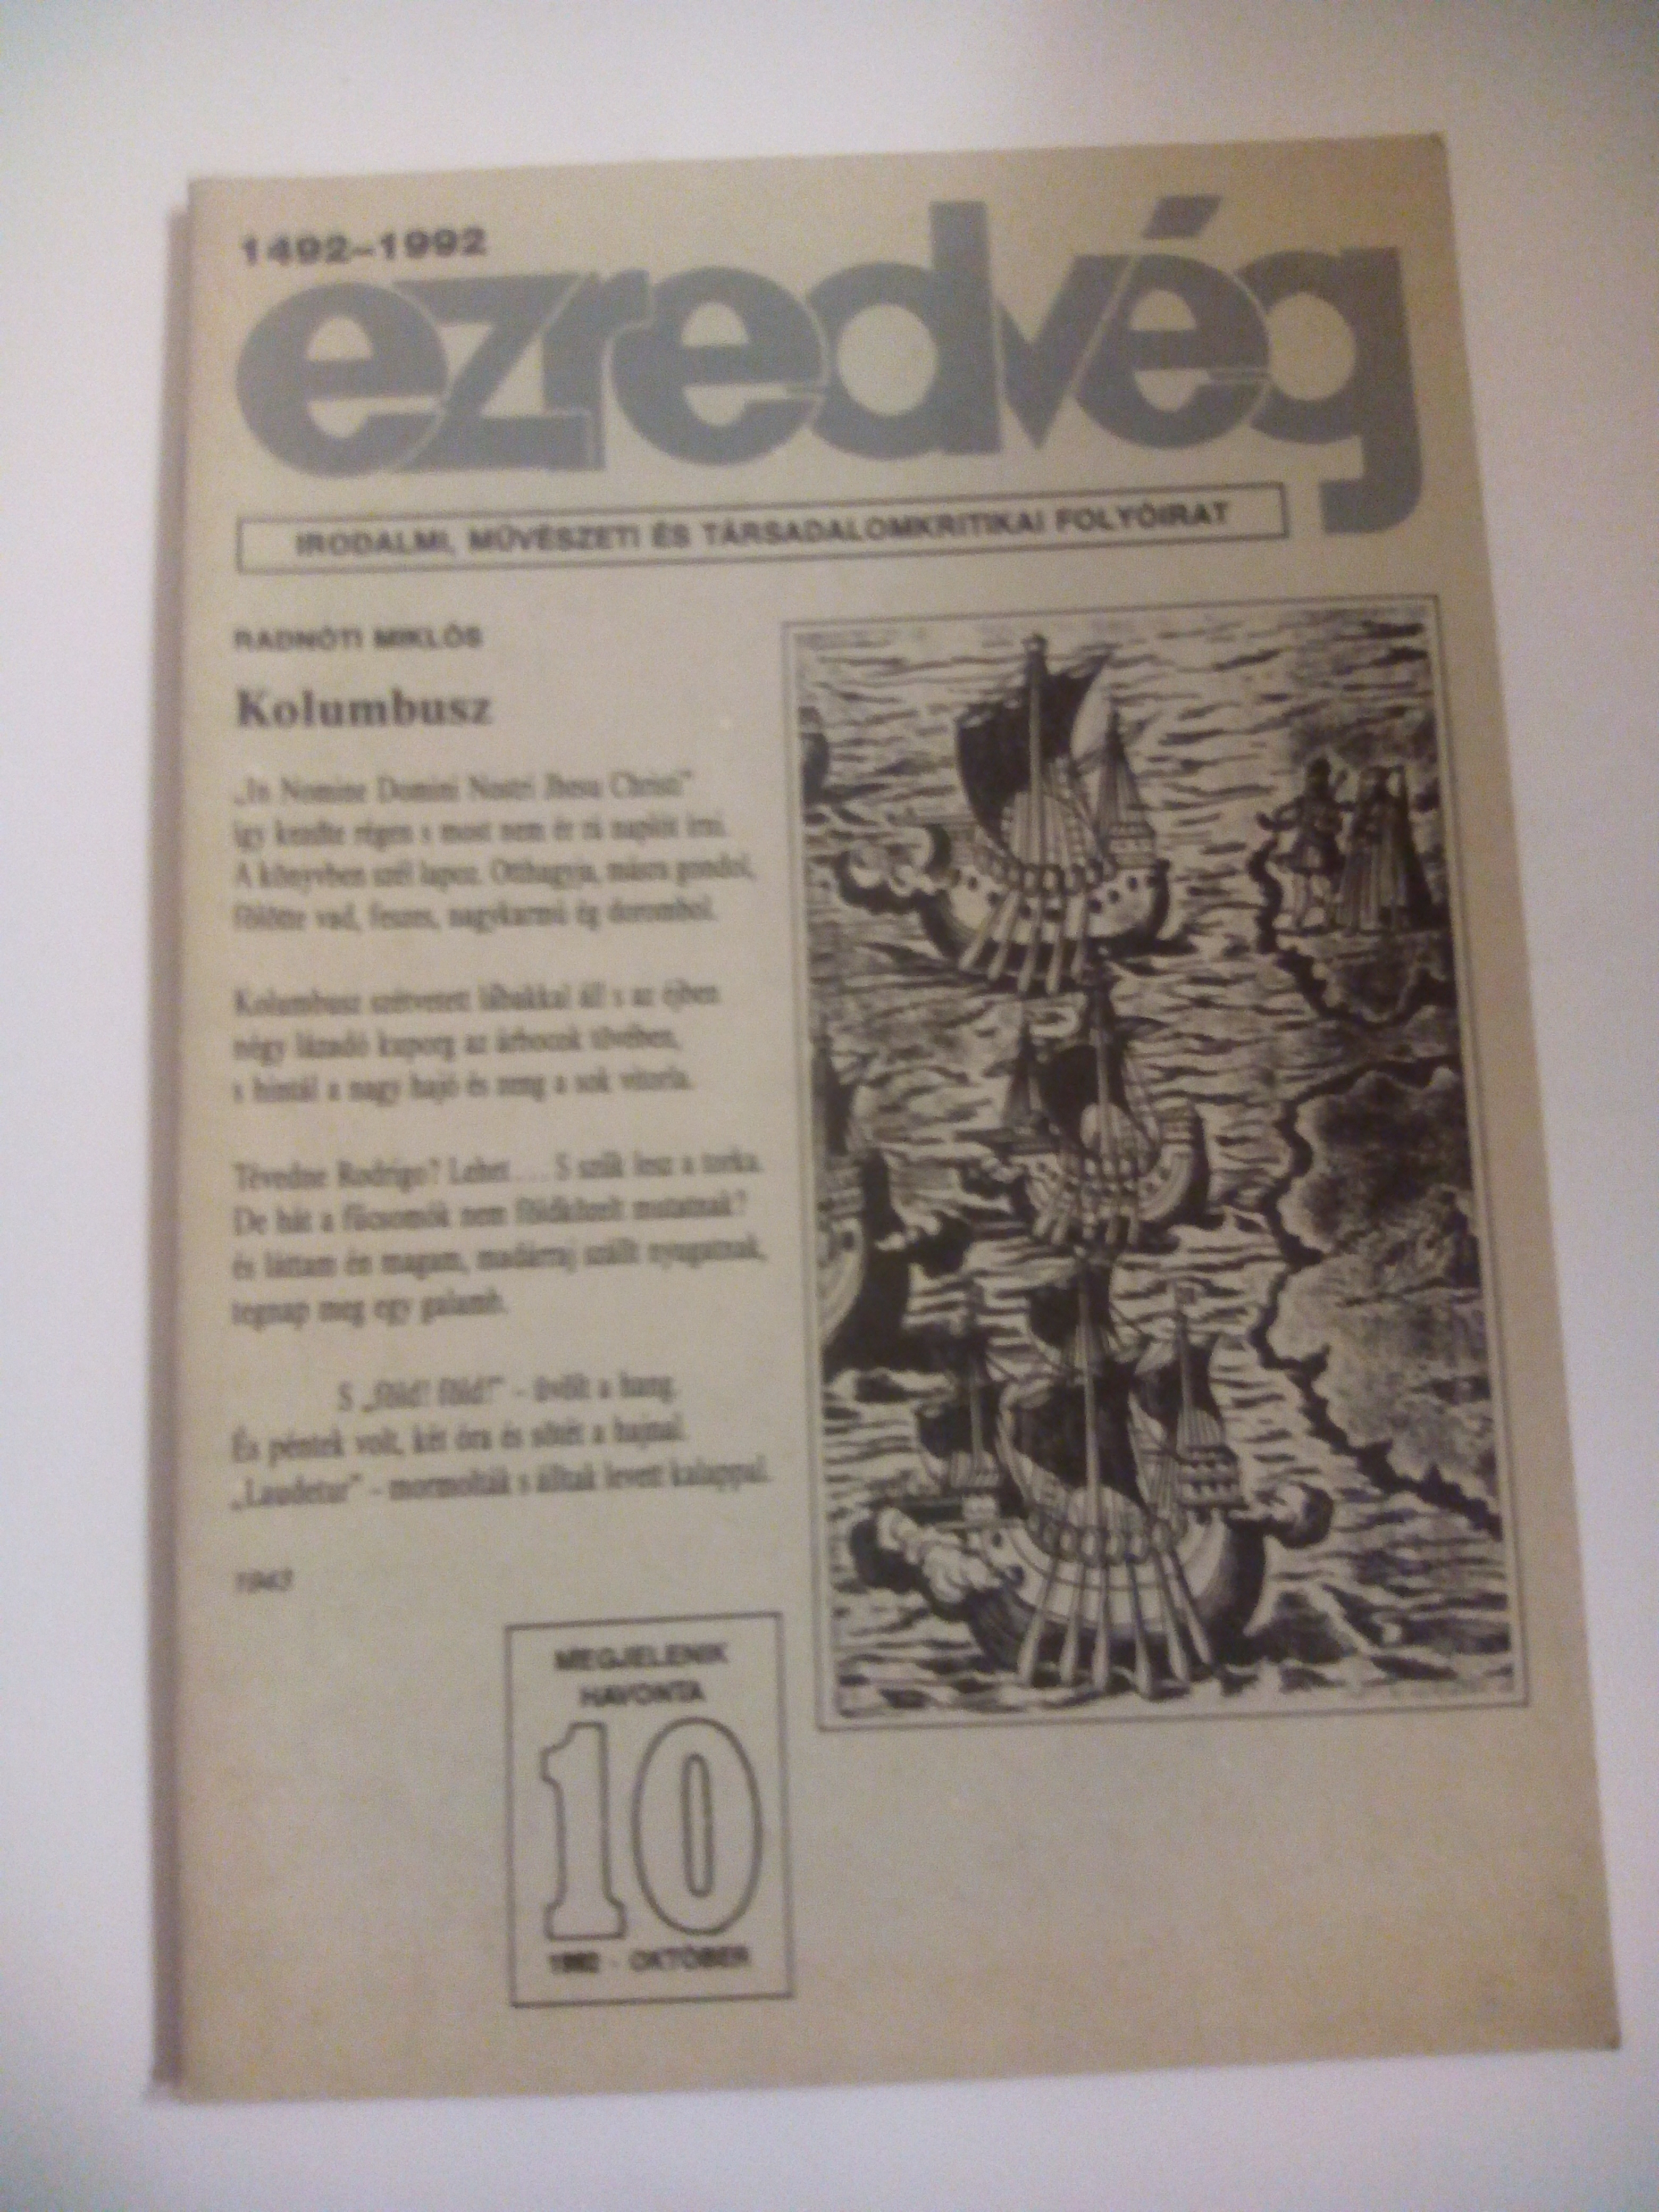 1492–1992
ezredvég
IRODALMI, MŰVÉSZETI ÉS TÁRSADALOMKRITIKAI FOLYÓIRAT
RADNÓTI MIKLÓS
Kolumbusz
„In Nomine Domini Nostri Jhesu Christi”
így kezdte régen s most nem ér rá naplót írni.
A könyvben szél lapoz. Otthagyja, másra gondol,
fölötte vad, feszes, nagykarmú ég dorombol.
Kolumbusz szétvetett lábakkal áll s az éjben
négy lázadó kuporg az árbocok tövében,
s hintál a nagy hajó és zeng a sok vitorla.
Tévedne Rodrigo? Lehet... S szűk lesz a torka.
De hát a fűcsomók nem földközelt mutatnak?
és láttam én magam, madárraj szállt nyugatnak,
tegnap meg egy galamb.
S „föld! föld!” – üvölt a hang.
És péntek volt, két óra és sötét a hajnal.
„Laudetur” – mormolták s álltak levett kalappal.
1943
MEGJELENIK
HAVONTA
10
1992 - OKTÓBER